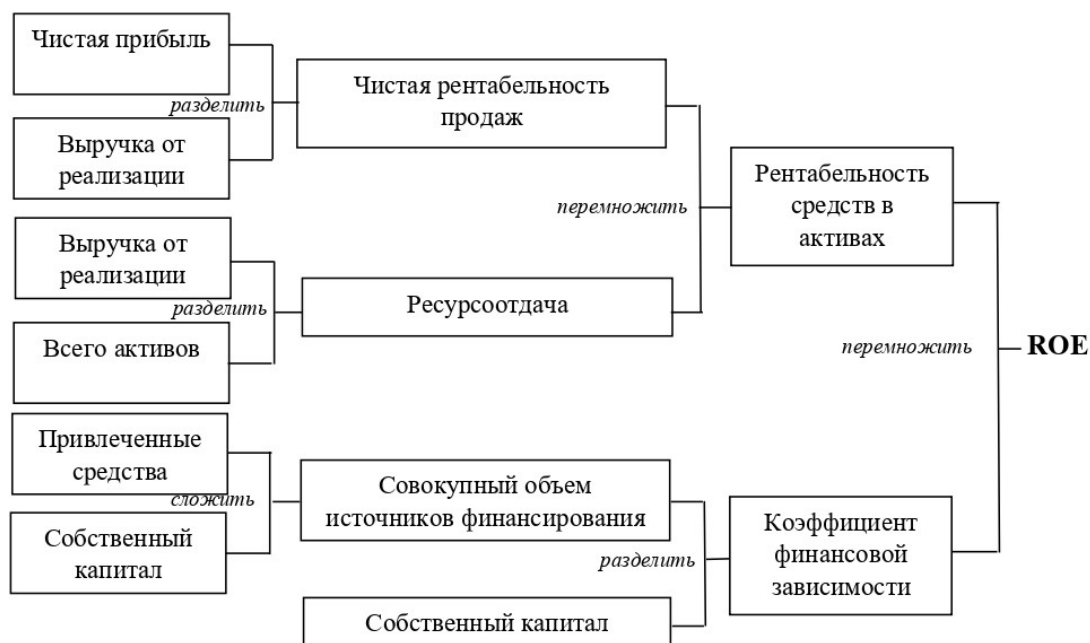 Чистая прибыль
разделить
Выручка от
реализации
Чистая рентабельность
продаж
Выручка от
реализации
разделить
Всего активов
Ресурсоотдача
перемножить
Рентабельность
средств в
активах
перемножить
ROE
Привлеченные
средства
сложить
Собственный
капитал
Совокупный объем
источников финансирования
разделить
Собственный капитал
Коэффициент
финансовой
зависимости